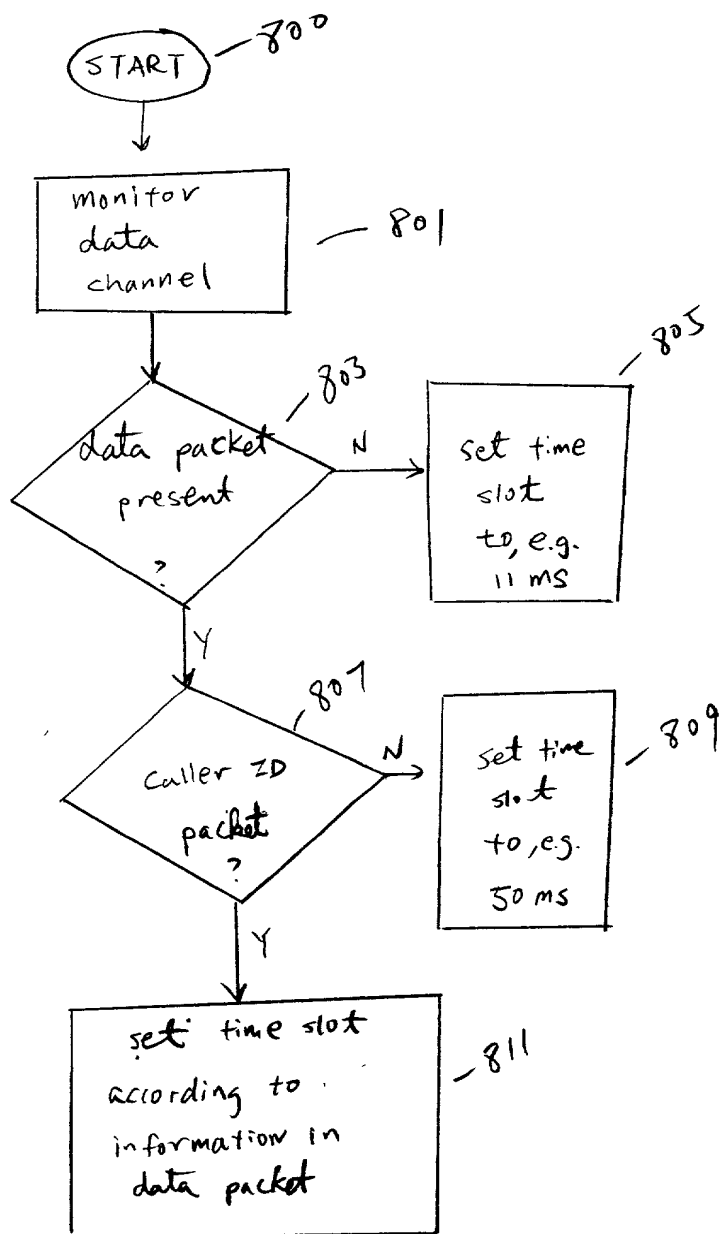 START
800
monitor
data
channel
801
data packet
present
?
803
N
set time
slot
to, e.g.
11 ms
805
Y
Caller ID
packet
?
807
N
set time
slot
to, e.g.
50 ms
809
Y
set time slot
according to
information in
data packet
811